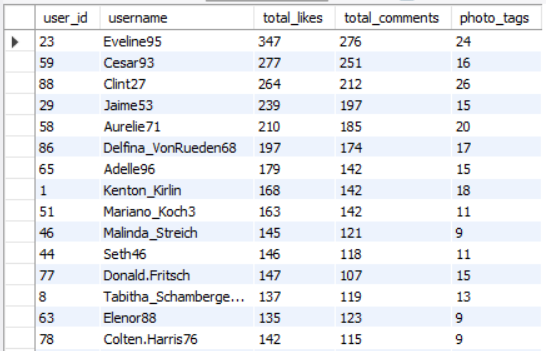 user_id username total_likes total_comments photo_tags
23 Eveline95 347 276 24
59 Cesar93 277 251 16
88 Clint27 264 212 26
29 Jaime53 239 197 15
58 Aurelie71 210 185 20
86 Delfina_VonRueden68 197 174 17
65 Adelle96 179 142 15
1 Kenton_Kirlin 168 142 18
51 Mariano_Koch3 163 142 11
46 Malinda_Streich 145 121 9
44 Seth46 146 118 11
77 Donald.Fritsch 147 107 15
8 Tabitha_Schamberge... 137 119 13
63 Elenor88 135 123 9
78 Colten.Harris76 142 115 9